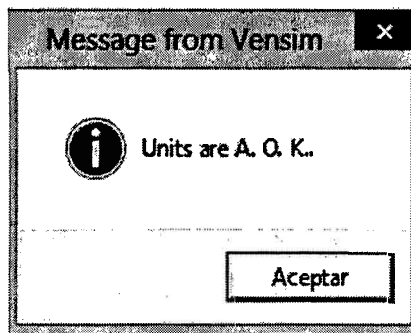 Message from Vensim
Units are A. O. K..
Aceptar